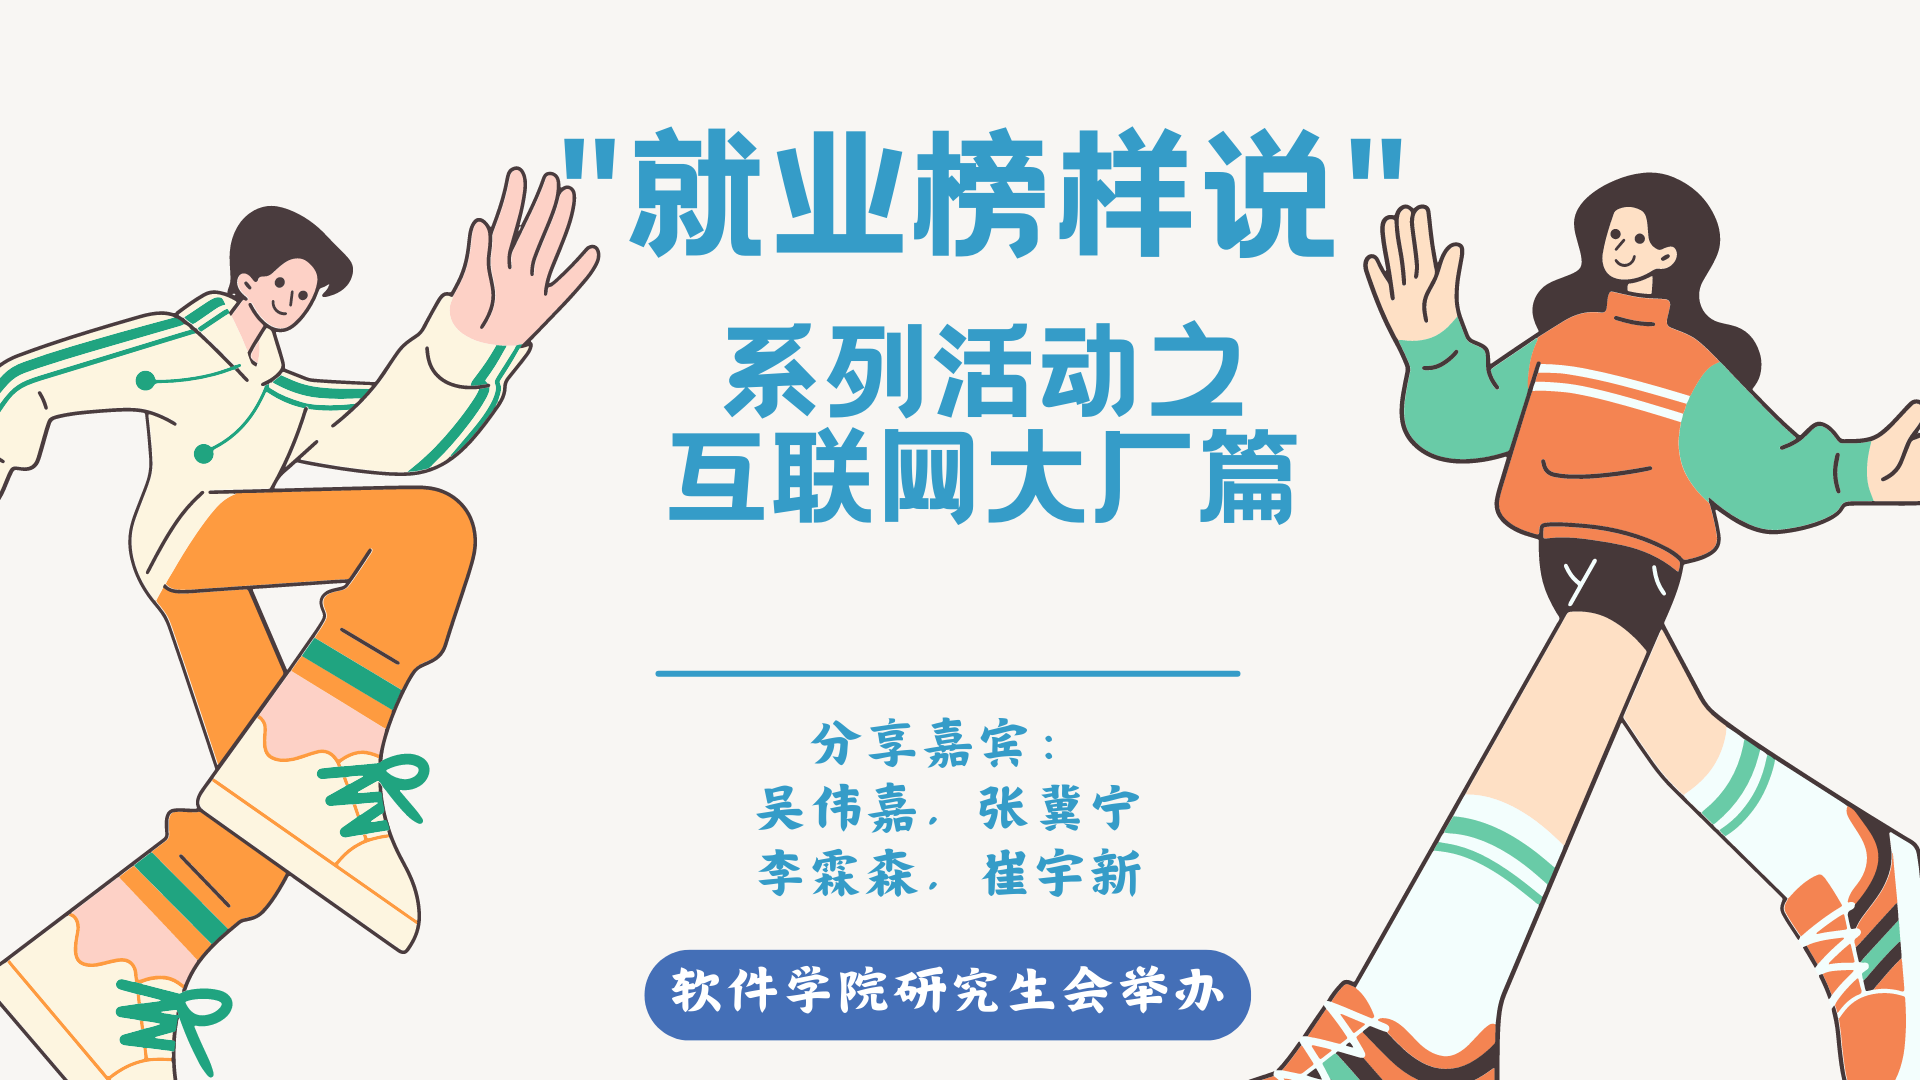 "就业榜样说"
系列活动之
互联网大厂篇
分享嘉宾：
吴伟嘉，张冀宁
李霖森，崔宇新
软件学院研究生会举办